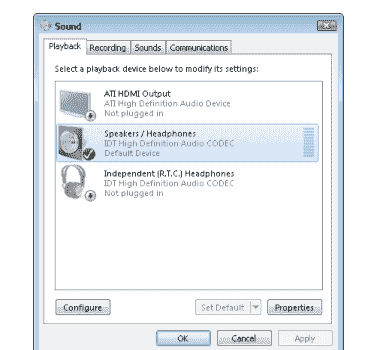 Sound
Playback Recording Sounds Communications
Select a playback device below to modify its settings:
ATI HDMI Output
ATI High Definition Audio Device
Not plugged in
Speakers / Headphones
IDT High Definition Audio CODEC
Default Device
Independent (R.T.C.) Headphones
IDT High Definition Audio CODEC
Not plugged in
Configure Set Default Properties
OK Cancel Apply